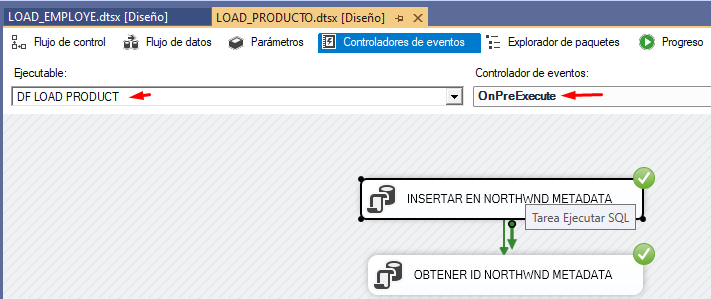 LOAD_EMPLOYE.dtsx [Diseño] LOAD_PRODUCTO.dtsx [Diseño]
Flujo de control Flujo de datos Parámetros Controladores de eventos Explorador de paquetes Progreso
Ejecutable: Controlador de eventos:
DF LOAD PRODUCT OnPreExecute
INSERTAR EN NORTHWND METADATA
Tarea Ejecutar SQL
OBTENER ID NORTHWND METADATA